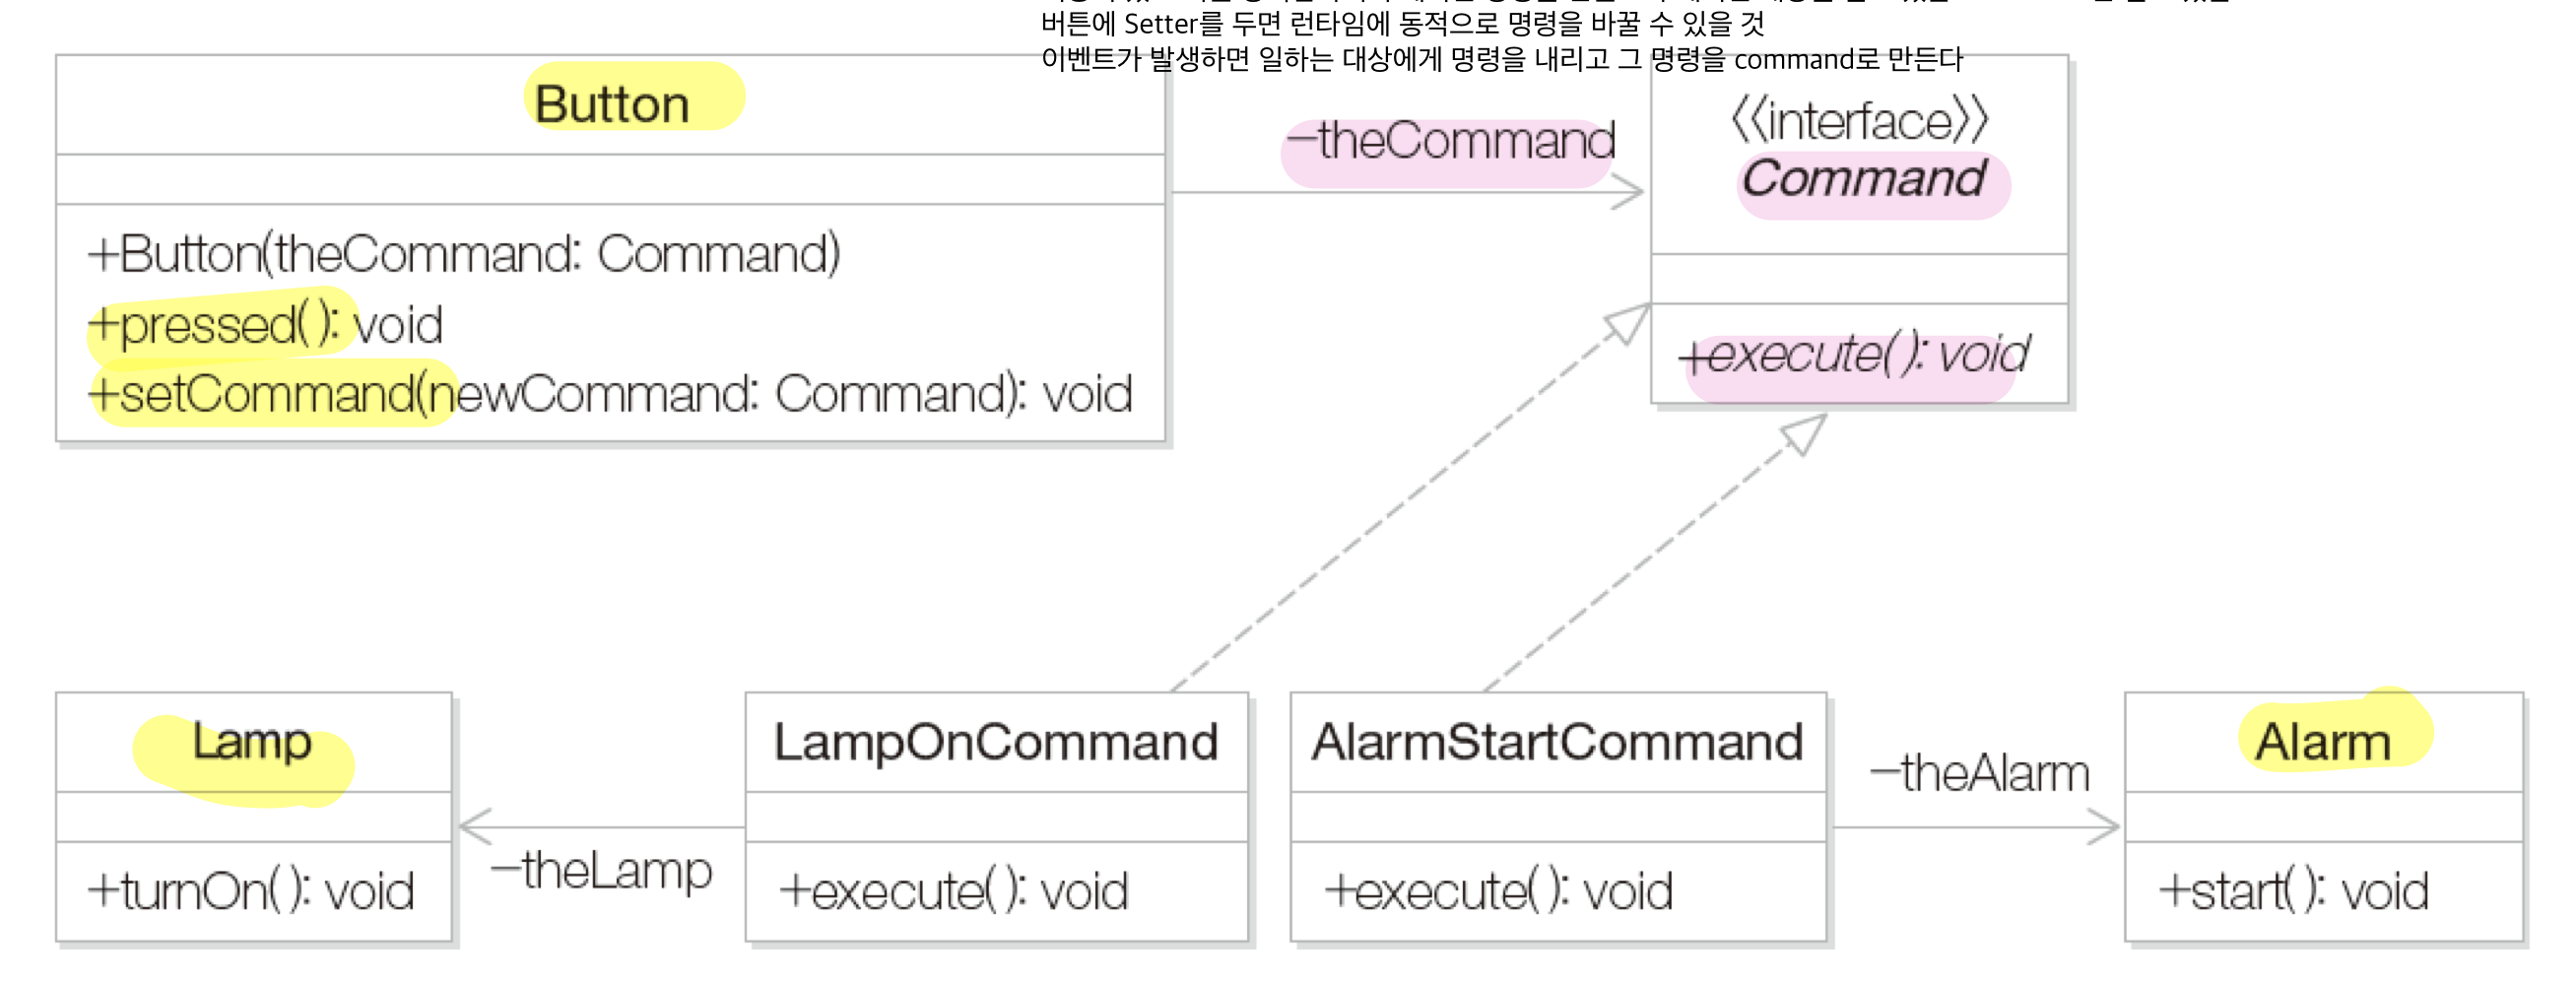 버튼에 Setter를 두면 런타임에 동적으로 명령을 바꿀 수 있을 것
이벤트가 발생하면 일하는 대상에게 명령을 내리고 그 명령을 command로 만든다
Button
+Button(theCommand: Command)
+pressed(): void
+setCommand(newCommand: Command): void
-theCommand
<<interface>>
Command
+execute(): void
Lamp
+turnOn(): void
-theLamp
LampOnCommand
+execute(): void
AlarmStartCommand
+execute(): void
-theAlarm
Alarm
+start(): void